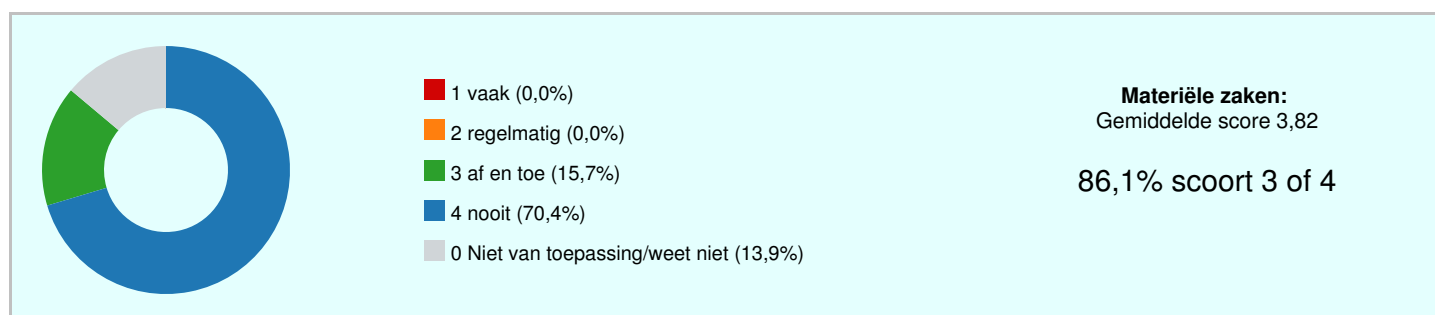 1 vaak (0,0%)
2 regelmatig (0,0%)
3 af en toe (15,7%)
4 nooit (70,4%)
0 Niet van toepassing/weet niet (13,9%)
Materiële zaken:
Gemiddelde score 3,82
86,1% scoort 3 of 4